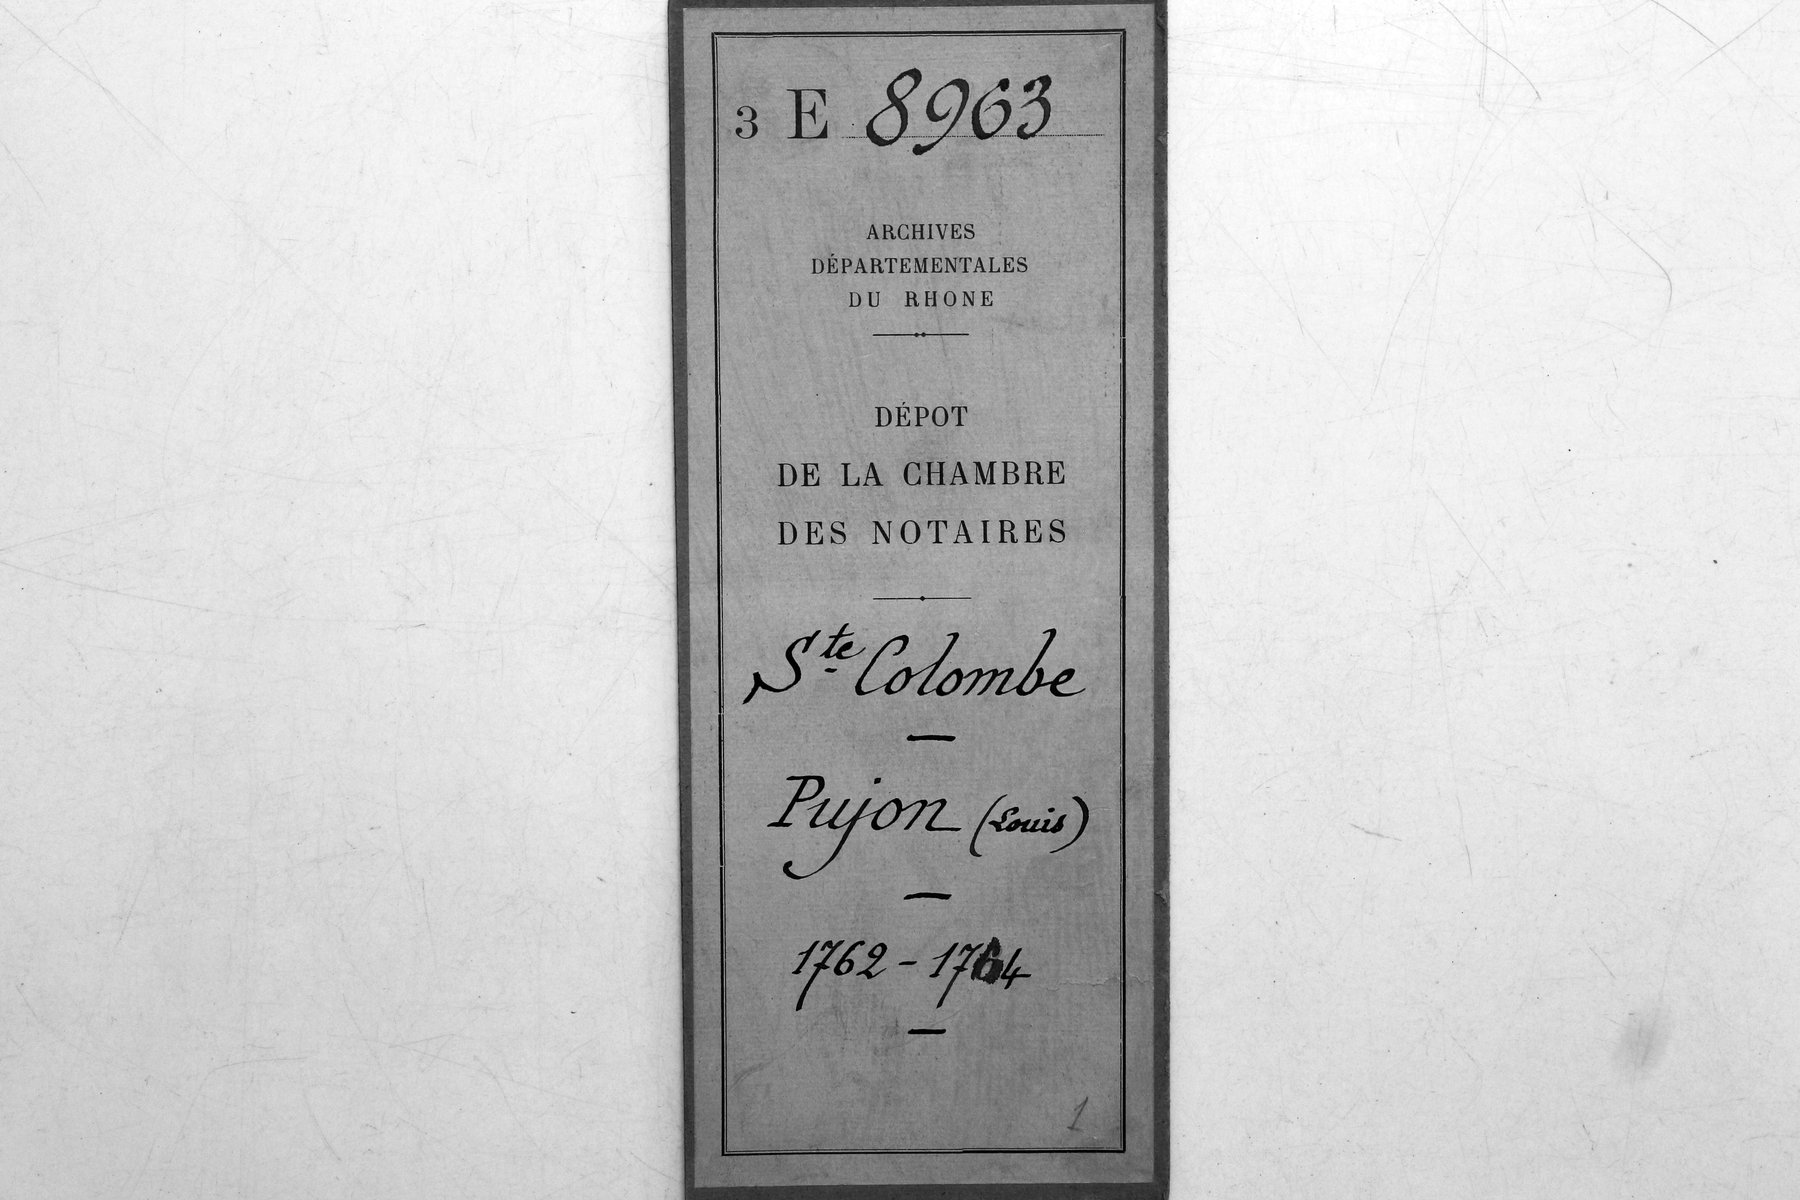 3 E 8963
ARCHIVES
DÉPARTEMENTALES
DU RHONE
DÉPOT
DE LA CHAMBRE
DES NOTAIRES
Ste Colombe
—
Pujon (Louis)
—
1762 - 1764
—
1